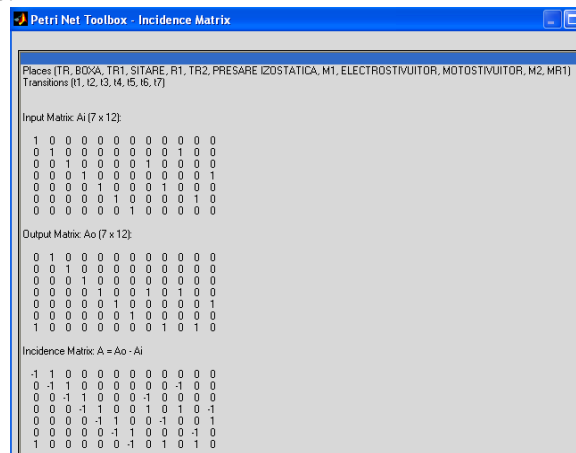 Petri Net Toolbox - Incidence Matrix
Places (TR, BOXA, TR1, SITARE, R1, TR2, PRESARE IZOSTATICA, M1, ELECTROSTIVUITOR, MOTOSTIVUITOR, M2, MR1)
Transitions (t1, t2, t3, t4, t5, t6, t7)
Input Matrix: Ai (7 x 12):
1 0 0 0 0 0 0 0 0 0 0 0
0 1 0 0 0 0 0 0 0 1 0 0
0 0 1 0 0 0 0 1 0 0 0 0
0 0 0 1 0 0 0 0 0 0 0 1
0 0 0 0 1 0 0 0 1 0 0 0
0 0 0 0 0 1 0 0 0 0 1 0
0 0 0 0 0 0 1 0 0 0 0 0
Output Matrix: Ao (7 x 12):
0 1 0 0 0 0 0 0 0 0 0 0
0 0 1 0 0 0 0 0 0 0 0 0
0 0 0 1 0 0 0 0 0 0 0 0
0 0 0 0 1 0 0 1 0 1 0 0
0 0 0 0 0 1 0 0 0 0 0 1
0 0 0 0 0 0 1 0 0 0 0 0
1 0 0 0 0 0 0 0 1 0 1 0
Incidence Matrix: A = Ao - Ai
-1 1 0 0 0 0 0 0 0 0 0 0
0 -1 1 0 0 0 0 0 0 -1 0 0
0 0 -1 1 0 0 0 -1 0 0 0 0
0 0 0 -1 1 0 0 1 0 1 0 -1
0 0 0 0 -1 1 0 0 -1 0 0 1
0 0 0 0 0 -1 1 0 0 0 -1 0
1 0 0 0 0 0 -1 0 1 0 1 0